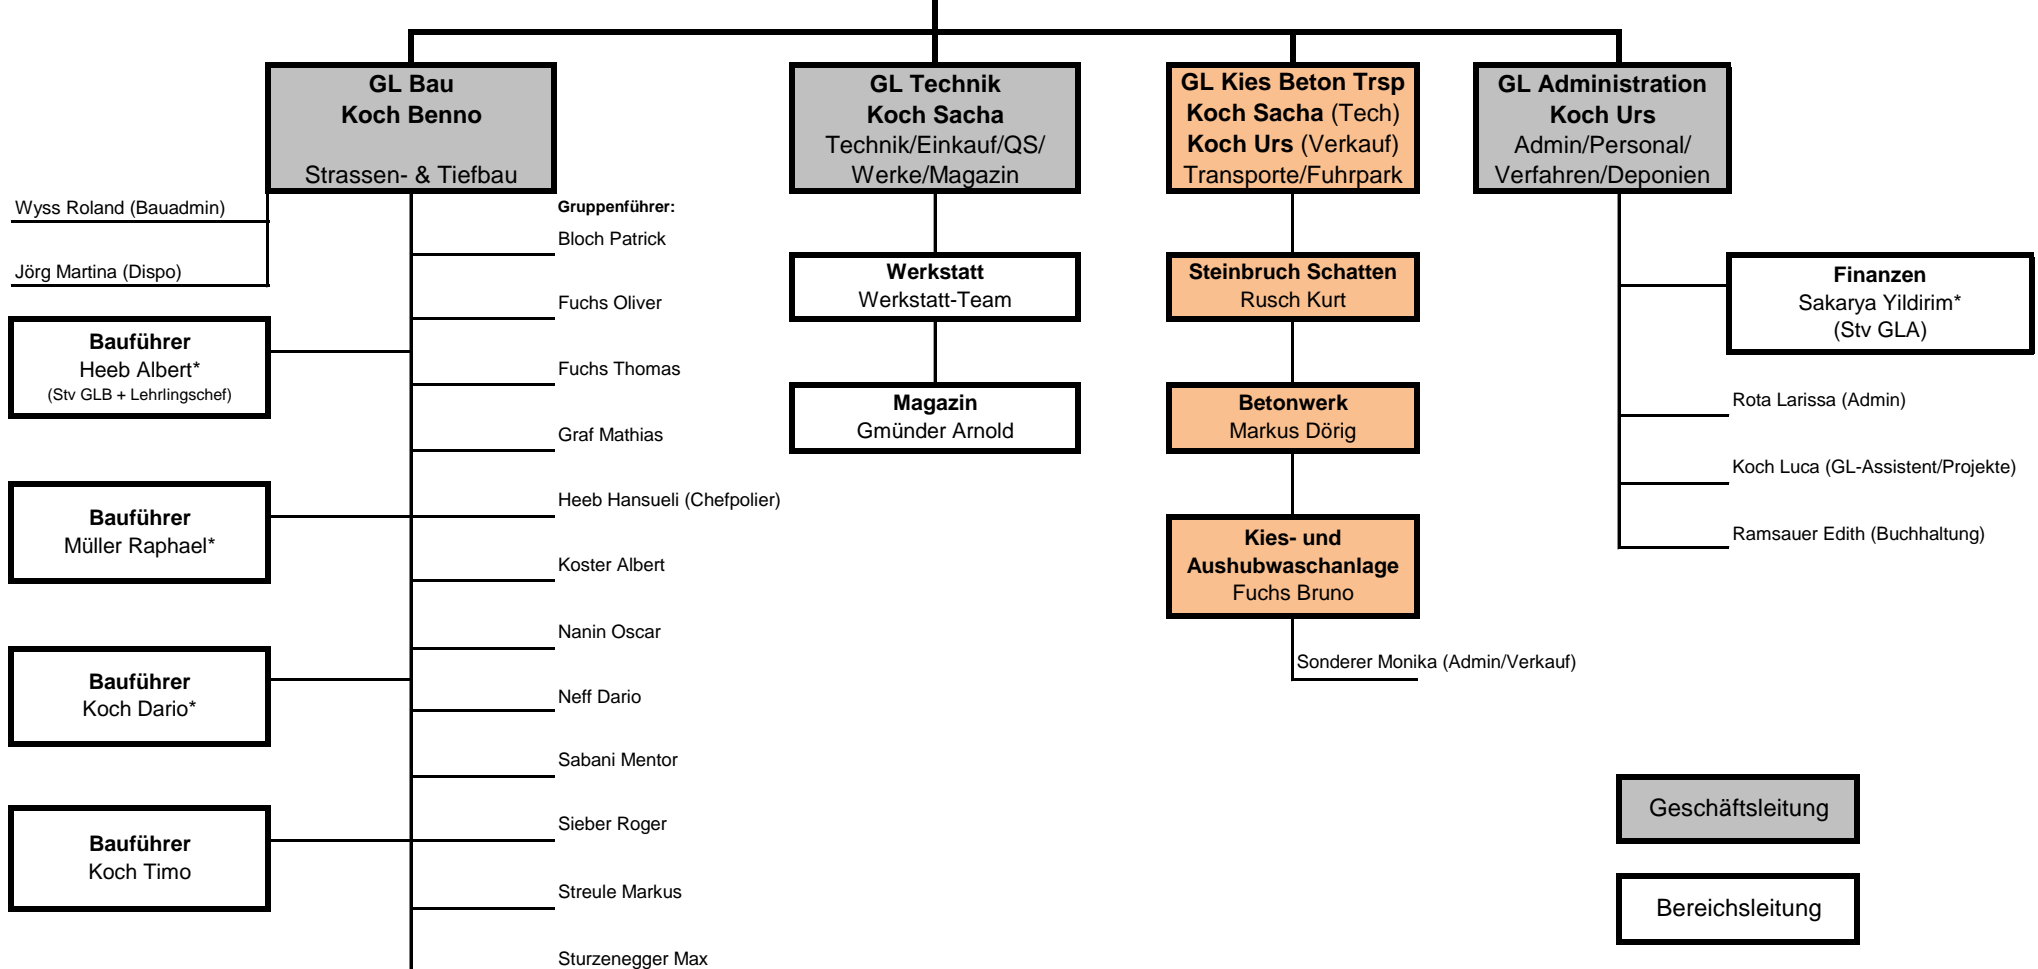 GL Bau
Koch Benno
Strassen- & Tiefbau
Wyss Roland (Bauadmin)
Jörg Martina (Dispo)
Bauführer
Heeb Albert*
(Stv GLB + Lehrlingschef)
Bauführer
Müller Raphael*
Bauführer
Koch Dario*
Bauführer
Koch Timo
Gruppenführer:
Bloch Patrick
Fuchs Oliver
Fuchs Thomas
Graf Mathias
Heeb Hansueli (Chefpolier)
Koster Albert
Nanin Oscar
Neff Dario
Sabani Mentor
Sieber Roger
Streule Markus
Sturzenegger Max
GL Technik
Koch Sacha
Technik/Einkauf/QS/
Werke/Magazin
Werkstatt
Werkstatt-Team
Magazin
Gmünder Arnold
GL Kies Beton Trsp
Koch Sacha (Tech)
Koch Urs (Verkauf)
Transporte/Fuhrpark
Steinbruch Schatten
Rusch Kurt
Betonwerk
Markus Dörig
Kies- und
Aushubwaschanlage
Fuchs Bruno
Sonderer Monika (Admin/Verkauf)
GL Administration
Koch Urs
Admin/Personal/
Verfahren/Deponien
Finanzen
Sakarya Yildirim*
(Stv GLA)
Rota Larissa (Admin)
Koch Luca (GL-Assistent/Projekte)
Ramsauer Edith (Buchhaltung)
Geschäftsleitung
Bereichsleitung